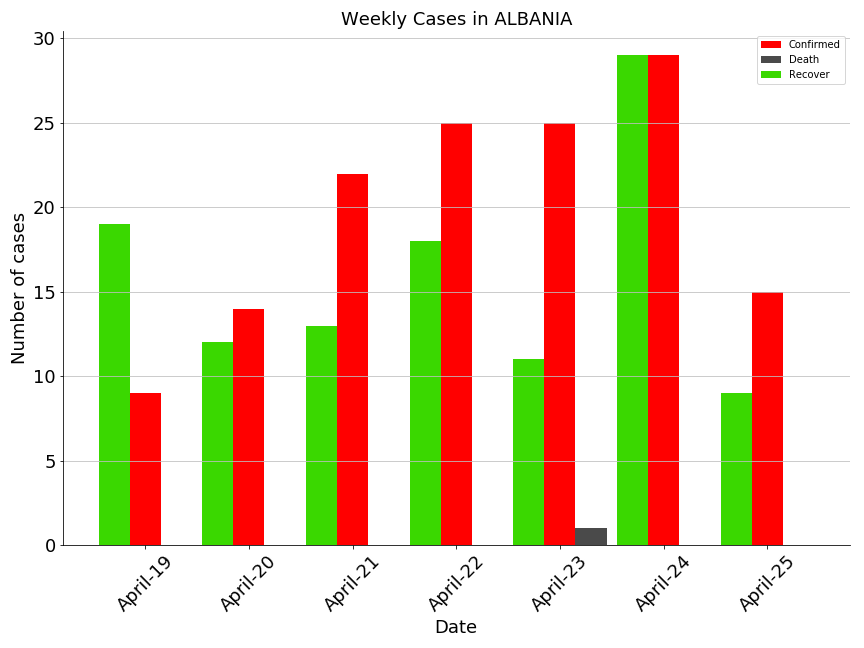 Weekly Cases in ALBANIA
Confirmed
Death
Recover
Number of cases
30
25
20
15
10
5
0
April-19
April-20
April-21
April-22
April-23
April-24
April-25
Date